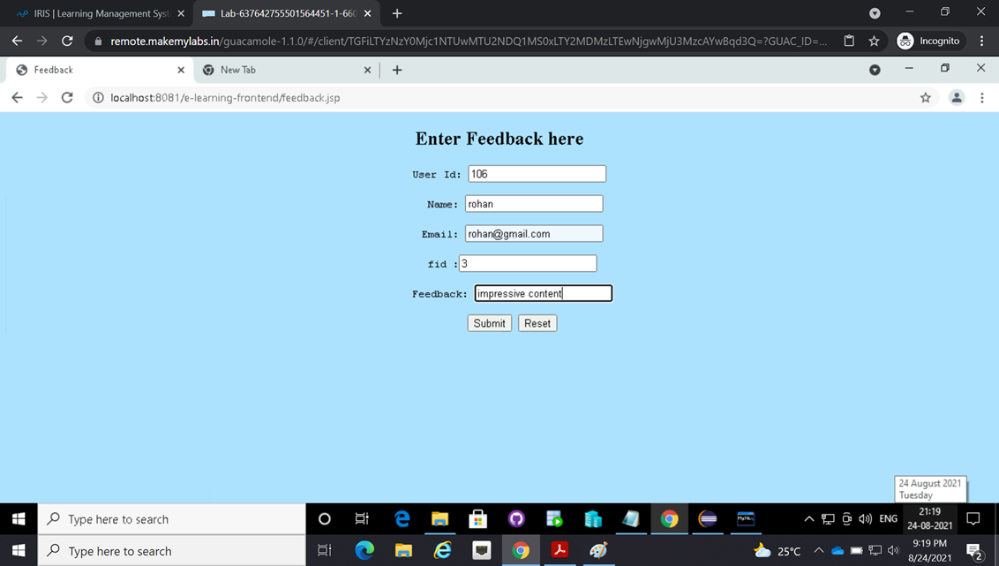 IRIS | Learning Management Syst
Lab-637642755501564451-1-660
remote.makemylabs.in/guacamole-1.1.0/#/client/TGFiLTYzNzY0Mjc1NTUwMTU2NDQ1MS0xLTY2MDMzLTEwNjgwMjU3MzcAYwBqd3Q=?GUAC_ID=...
Incognito
Feedback
New Tab
localhost:8081/e-learning-frontend/feedback.jsp
Enter Feedback here
User Id: 106
Name: rohan
Email: rohan@gmail.com
fid :3
Feedback: impressive content
Submit Reset
24 August 2021
Tuesday
Type here to search
ENG
21:19
24-08-2021
Type here to search
25°C
9:19 PM
8/24/2021
2